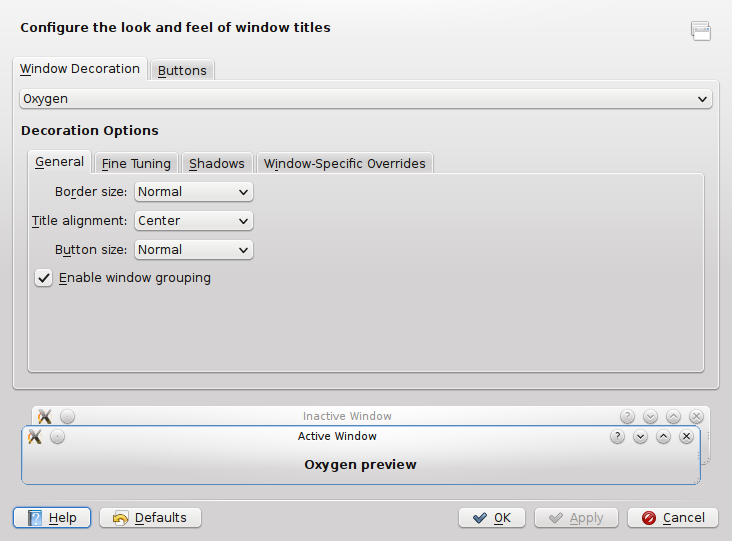 Configure the look and feel of window titles
Window Decoration Buttons
Oxygen
Decoration Options
General Fine Tuning Shadows Window-Specific Overrides
Border size: Normal
Title alignment: Center
Button size: Normal
Enable window grouping
Inactive Window
Active Window
Oxygen preview
Help Defaults OK Apply Cancel